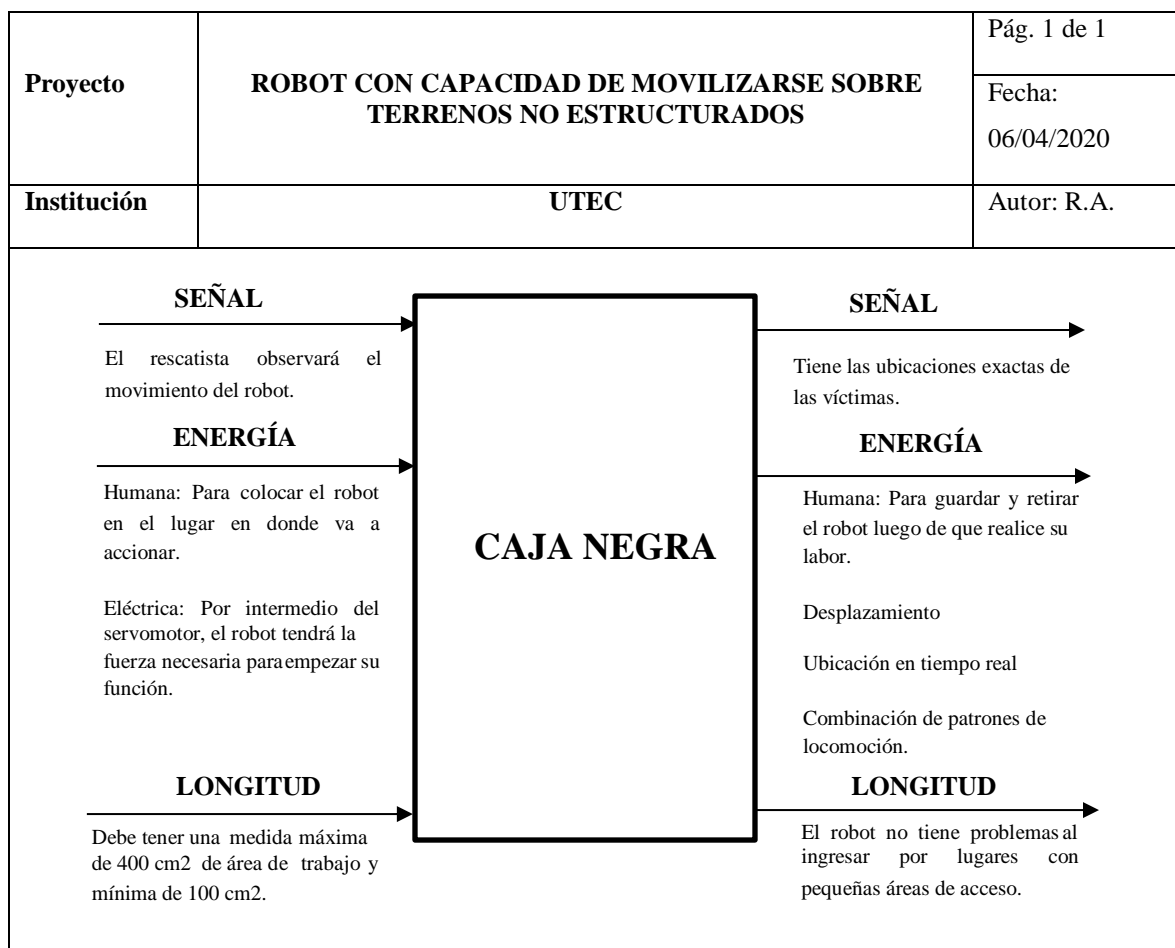 Proyecto
ROBOT CON CAPACIDAD DE MOVILIZARSE SOBRE
TERRENOS NO ESTRUCTURADOS
Pág. 1 de 1
Fecha:
06/04/2020
Institución
UTEC
Autor: R.A.
SEÑAL
El rescatista observará el
movimiento del robot.
ENERGÍA
Humana: Para colocar el robot
en el lugar en donde va a
accionar.
Eléctrica: Por intermedio del
servomotor, el robot tendrá la
fuerza necesaria para empezar su
función.
LONGITUD
Debe tener una medida máxima
de 400 cm2 de área de trabajo y
mínima de 100 cm2.
CAJA NEGRA
SEÑAL
Tiene las ubicaciones exactas de
las víctimas.
ENERGÍA
Humana: Para guardar y retirar
el robot luego de que realice su
labor.
Desplazamiento
Ubicación en tiempo real
Combinación de patrones de
locomoción.
LONGITUD
El robot no tiene problemas al
ingresar por lugares con
pequeñas áreas de acceso.